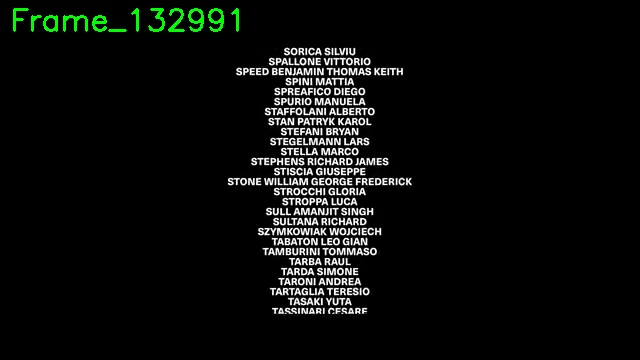 Frame_132991
SORICA SILVIU
SPALLONE VITTORIO
SPEED BENJAMIN THOMAS KEITH
SPINI MATTIA
SPREAFICO DIEGO
SPURIO MANUELA
STAFFOLANI ALBERTO
STAN PATRYK KAROL
STEFANI BRYAN
STEGELMANN LARS
STELLA MARCO
STEPHENS RICHARD JAMES
STISCIA GIUSEPPE
STONE WILLIAM GEORGE FREDERICK
STROCCHI GLORIA
STROPPA LUCA
SULL AMANJIT SINGH
SULTANA RICHARD
SZYMKOWIAK WOJCIECH
TABATON LEO GIAN
TAMBURINI TOMMASO
TARBA RAUL
TARDA SIMONE
TARONI ANDREA
TARTAGLIA TERESIO
TASAKI YUTA
TASSINARI CESARE